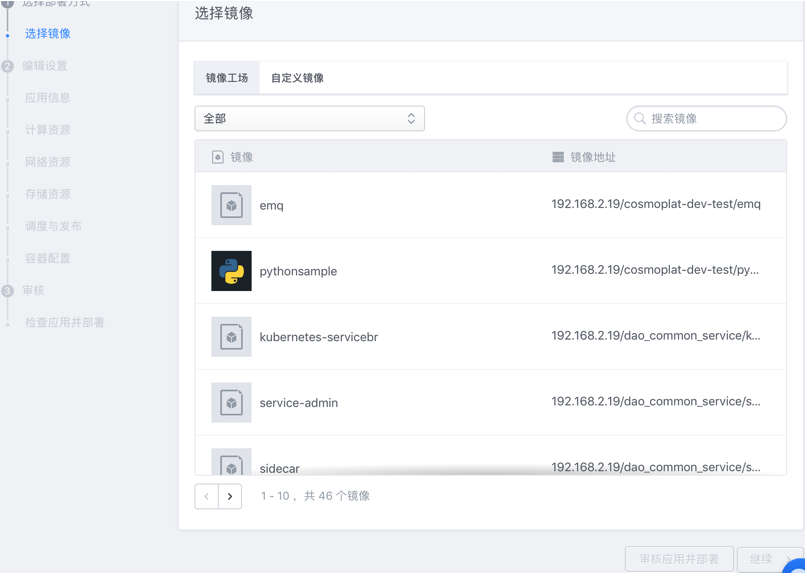 1 选择部署方式
选择镜像
2 编辑设置
应用信息
计算资源
网络资源
存储资源
调度与发布
容器配置
3 审核
检查应用并部署
选择镜像
镜像工场 自定义镜像
全部 搜索镜像
镜像 镜像地址
emq 192.168.2.19/cosmoplat-dev-test/emq
pythonsample 192.168.2.19/cosmoplat-dev-test/py...
kubernetes-servicebr 192.168.2.19/dao_common_service/k...
service-admin 192.168.2.19/dao_common_service/s...
sidecar 192.168.2.19/dao_common_service/s...
1 - 10 ，共 46 个镜像
审核应用并部署 继续